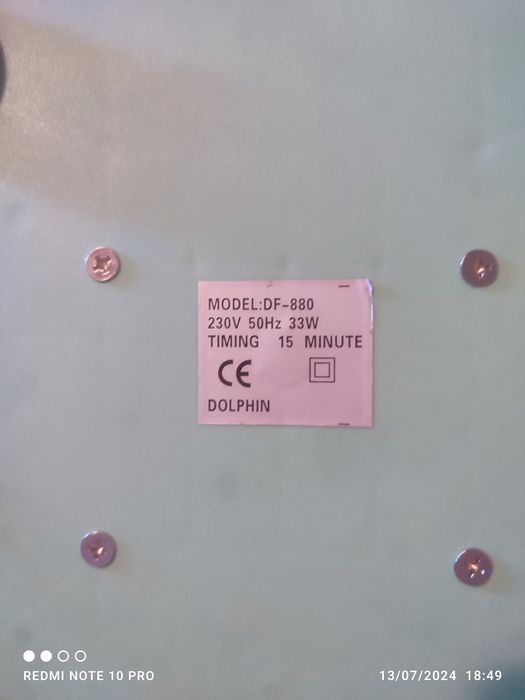 MODEL:DF-880
230V 50Hz 33W
TIMING 15 MINUTE
CE
DOLPHIN
REDMI NOTE 10 PRO
13/07/2024 18:49